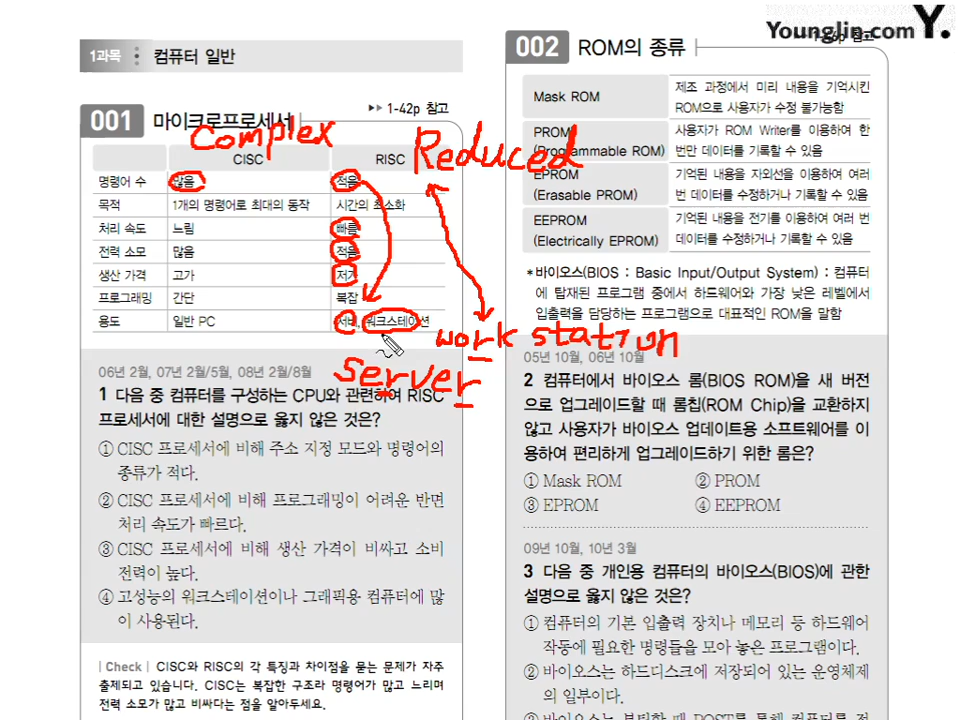 Younglin.com Y.
1과목 컴퓨터 일반
001 마이크로프로세서
▶▶ 1-42p 참고
Complex
Reduced
CISC RISC
명령어 수 많음 적음
목적 1개의 명령어로 최대의 동작 시간의 최소화
처리 속도 느림 빠름
전력 소모 많음 적음
생산 가격 고가 저가
프로그래밍 간단 복잡
용도 일반 PC 서버, 워크스테이션
work station
server
06년 2월, 07년 2월/5월, 08년 2월/8월
1 다음 중 컴퓨터를 구성하는 CPU와 관련하여 RISC
프로세서에 대한 설명으로 옳지 않은 것은?
① CISC 프로세서에 비해 주소 지정 모드와 명령어의
종류가 적다.
② CISC 프로세서에 비해 프로그래밍이 어려운 반면
처리 속도가 빠르다.
③ CISC 프로세서에 비해 생산 가격이 비싸고 소비
전력이 높다.
④ 고성능의 워크스테이션이나 그래픽용 컴퓨터에 많
이 사용된다.
| Check | CISC와 RISC의 각 특징과 차이점을 묻는 문제가 자주
출제되고 있습니다. CISC는 복잡한 구조라 명령어가 많고 느리며
전력 소모가 많고 비싸다는 점을 알아두세요.
002 ROM의 종류
Mask ROM 제조 과정에서 미리 내용을 기억시킨
ROM으로 사용자가 수정 불가능함
PROM 사용자가 ROM Writer를 이용하여 한
(Programmable ROM) 번만 데이터를 기록할 수 있음
EPROM 기억된 내용을 자외선을 이용하여 여러
(Erasable PROM) 번 데이터를 수정하거나 기록할 수 있음
EEPROM 기억된 내용을 전기를 이용하여 여러 번
(Electrically EPROM) 데이터를 수정하거나 기록할 수 있음
*바이오스(BIOS : Basic Input/Output System) : 컴퓨터
에 탑재된 프로그램 중에서 하드웨어와 가장 낮은 레벨에서
입출력을 담당하는 프로그램으로 대표적인 ROM을 말함
05년 10월, 06년 10월
2 컴퓨터에서 바이오스 롬(BIOS ROM)을 새 버전
으로 업그레이드할 때 롬칩(ROM Chip)을 교환하지
않고 사용자가 바이오스 업데이트용 소프트웨어를 이
용하여 편리하게 업그레이드하기 위한 롬은?
① Mask ROM ② PROM
③ EPROM ④ EEPROM
09년 10월, 10년 3월
3 다음 중 개인용 컴퓨터의 바이오스(BIOS)에 관한
설명으로 옳지 않은 것은?
① 컴퓨터의 기본 입출력 장치나 메모리 등 하드웨어
작동에 필요한 명령들을 모아 놓은 프로그램이다.
② 바이오스는 하드디스크에 저장되어 있는 운영체제
의 일부이다.